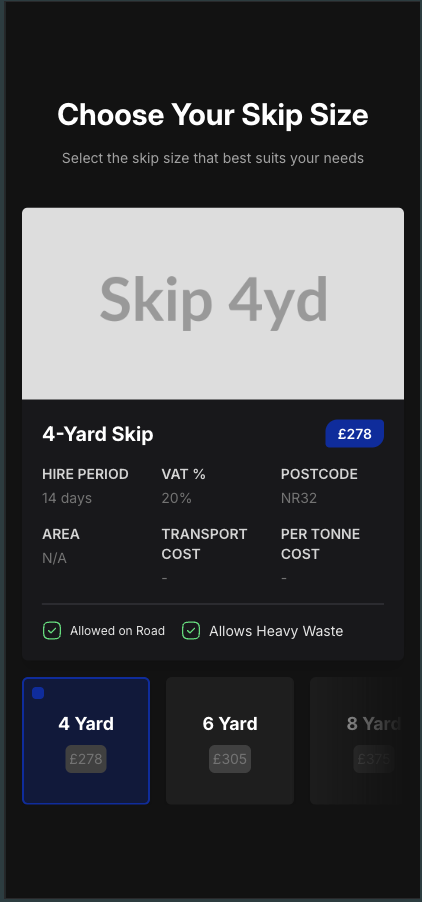 Choose Your Skip Size
Select the skip size that best suits your needs
Skip 4yd
4-Yard Skip
£278
HIRE PERIOD
14 days
VAT %
20%
POSTCODE
NR32
AREA
N/A
TRANSPORT
COST
-
PER TONNE
COST
-
Allowed on Road
Allows Heavy Waste
4 Yard
£278
6 Yard
£305
8 Yard
£375